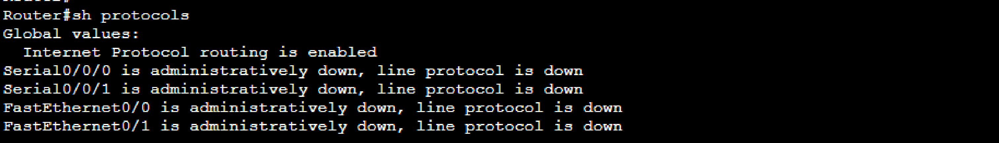 Router#sh protocols
Global values:
  Internet Protocol routing is enabled
Serial0/0/0 is administratively down, line protocol is down
Serial0/0/1 is administratively down, line protocol is down
FastEthernet0/0 is administratively down, line protocol is down
FastEthernet0/1 is administratively down, line protocol is down